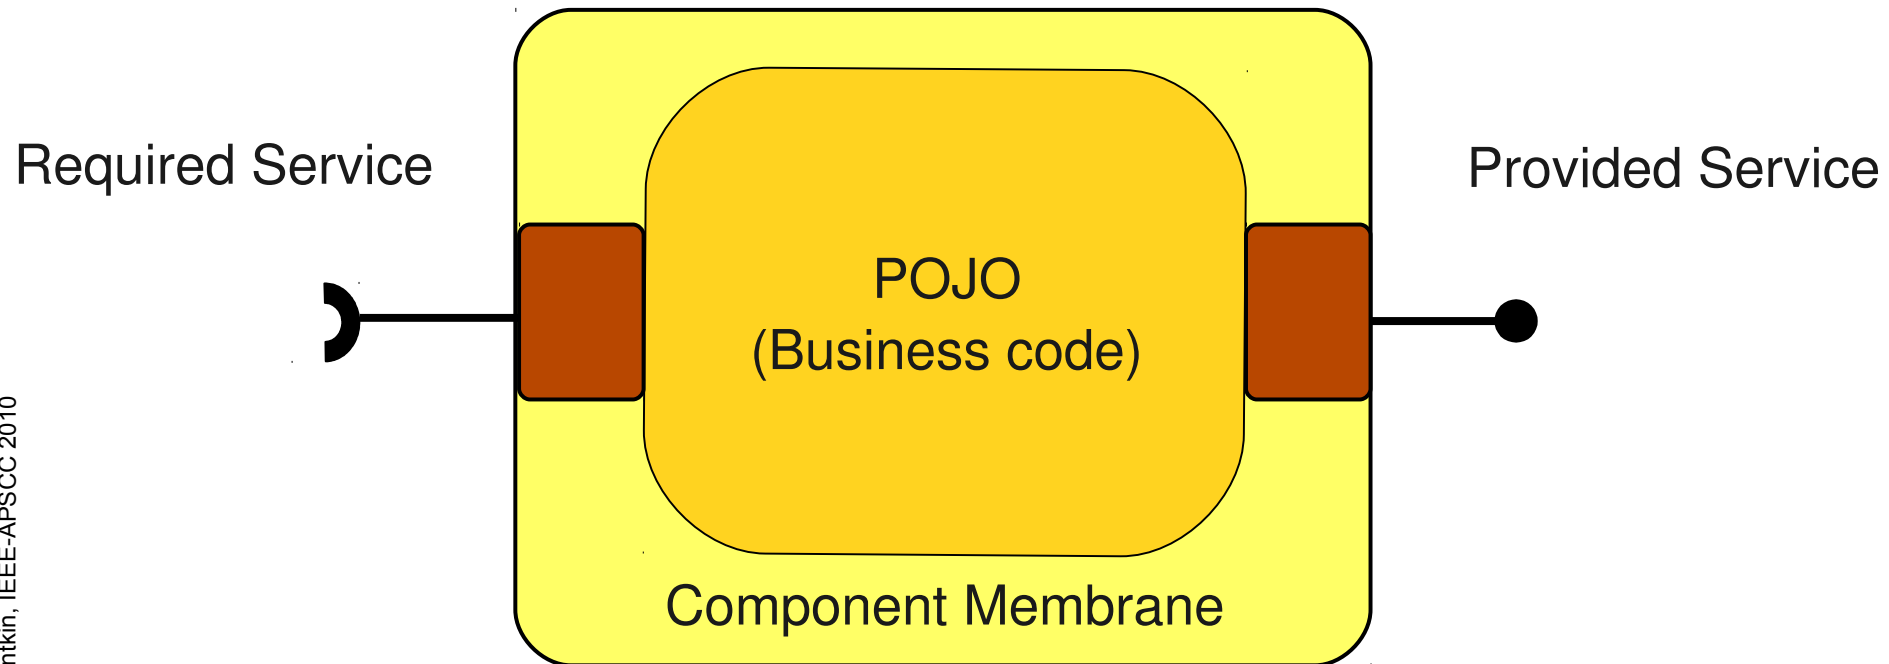 Required Service
Provided Service
POJO
(Business code)
Component Membrane
IEEE-APSCC 2010